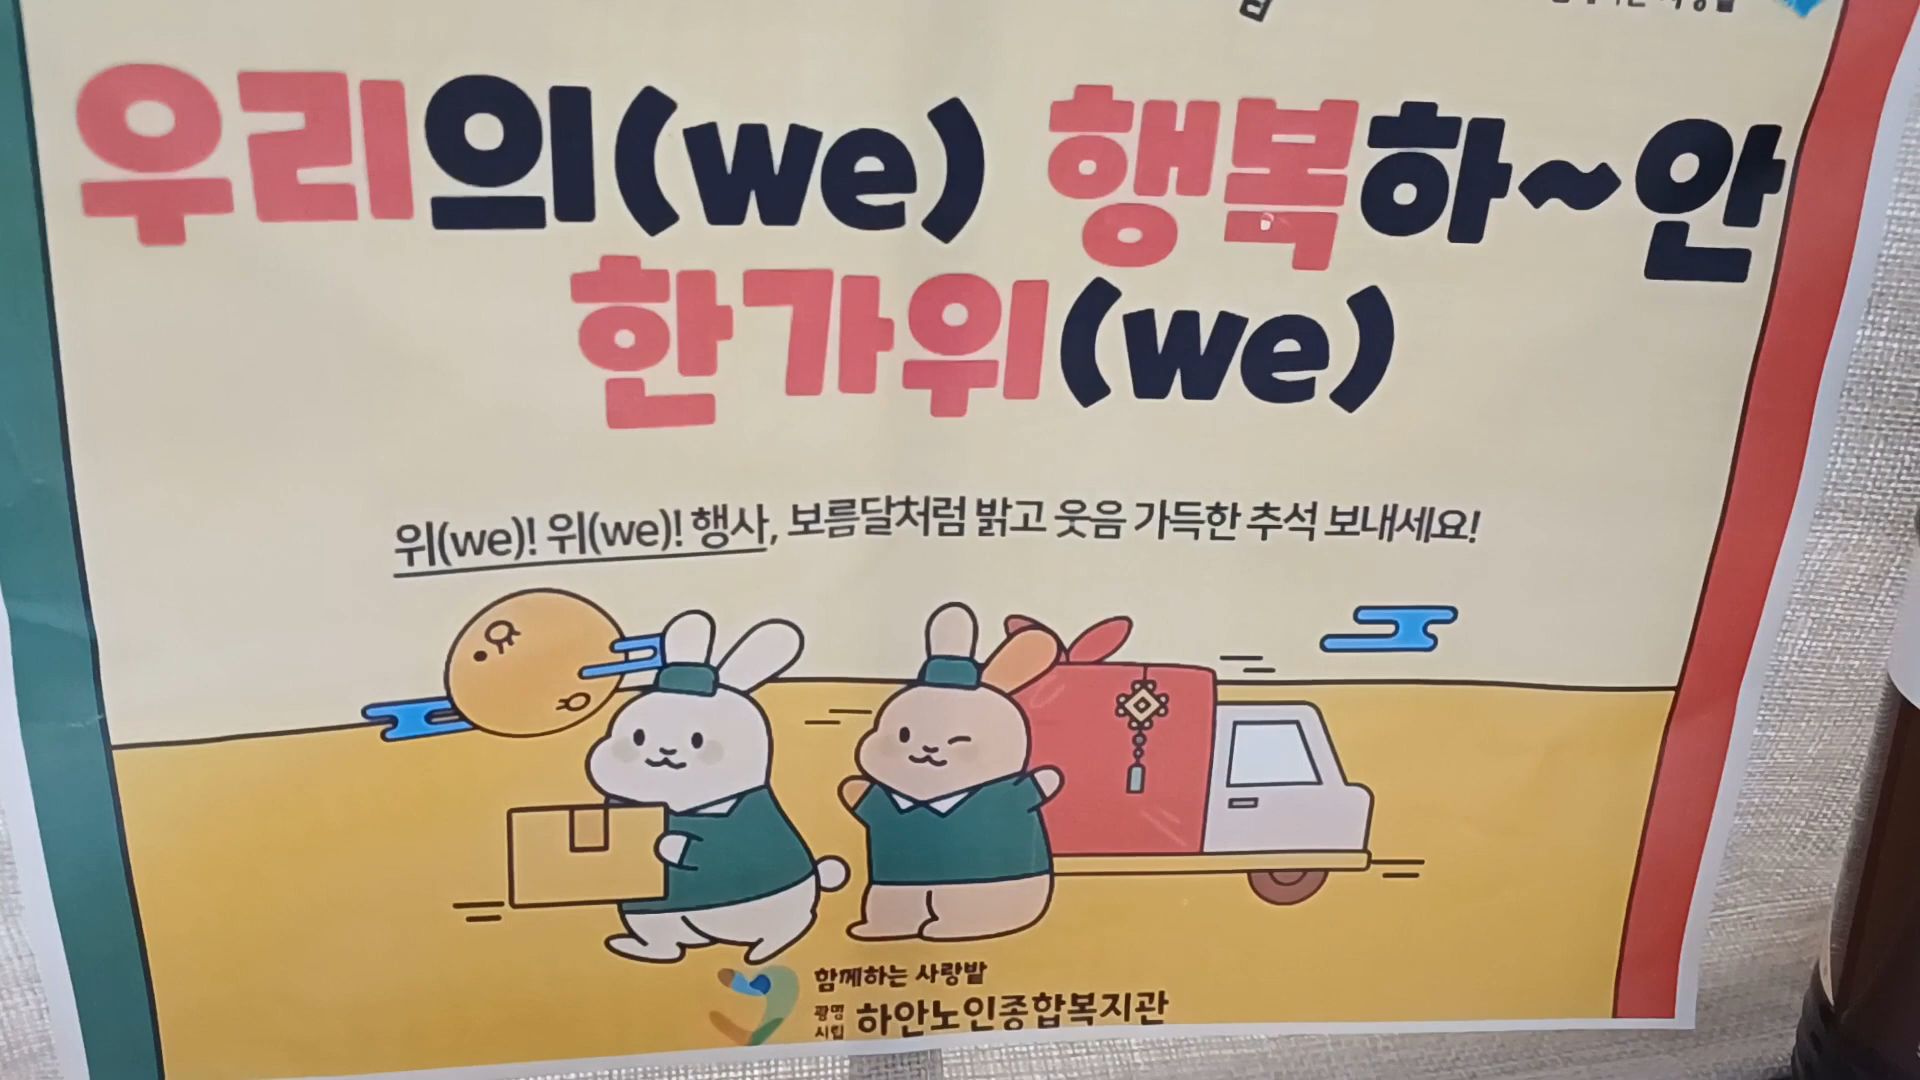 우리의(we) 행복하~안
한가위(we)
위(we)! 위(we)! 행사, 보름달처럼 밝고 웃음 가득한 추석 보내세요!
함께하는 사랑밭
광명시립 하안노인종합복지관